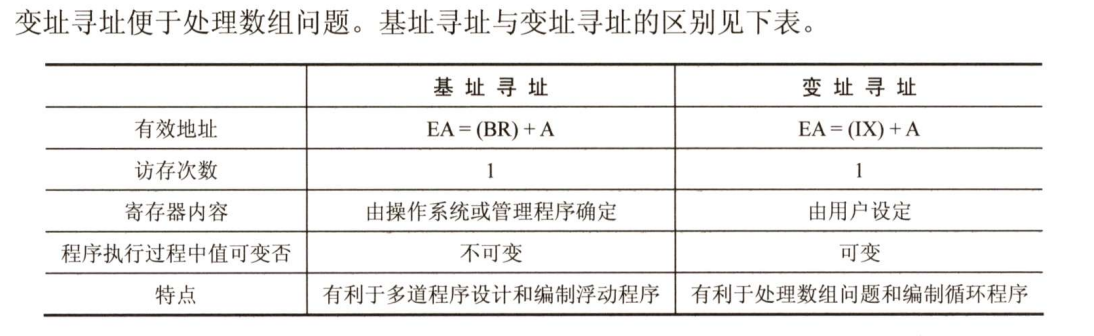 变址寻址便于处理数组问题。基址寻址与变址寻址的区别见下表。
基址寻址 变址寻址
有效地址 EA = (BR) + A EA = (IX) + A
访存次数 1 1
寄存器内容 由操作系统或管理程序确定 由用户设定
程序执行过程中值可变否 不可变 可变
特点 有利于多道程序设计和编制浮动程序 有利于处理数组问题和编制循环程序